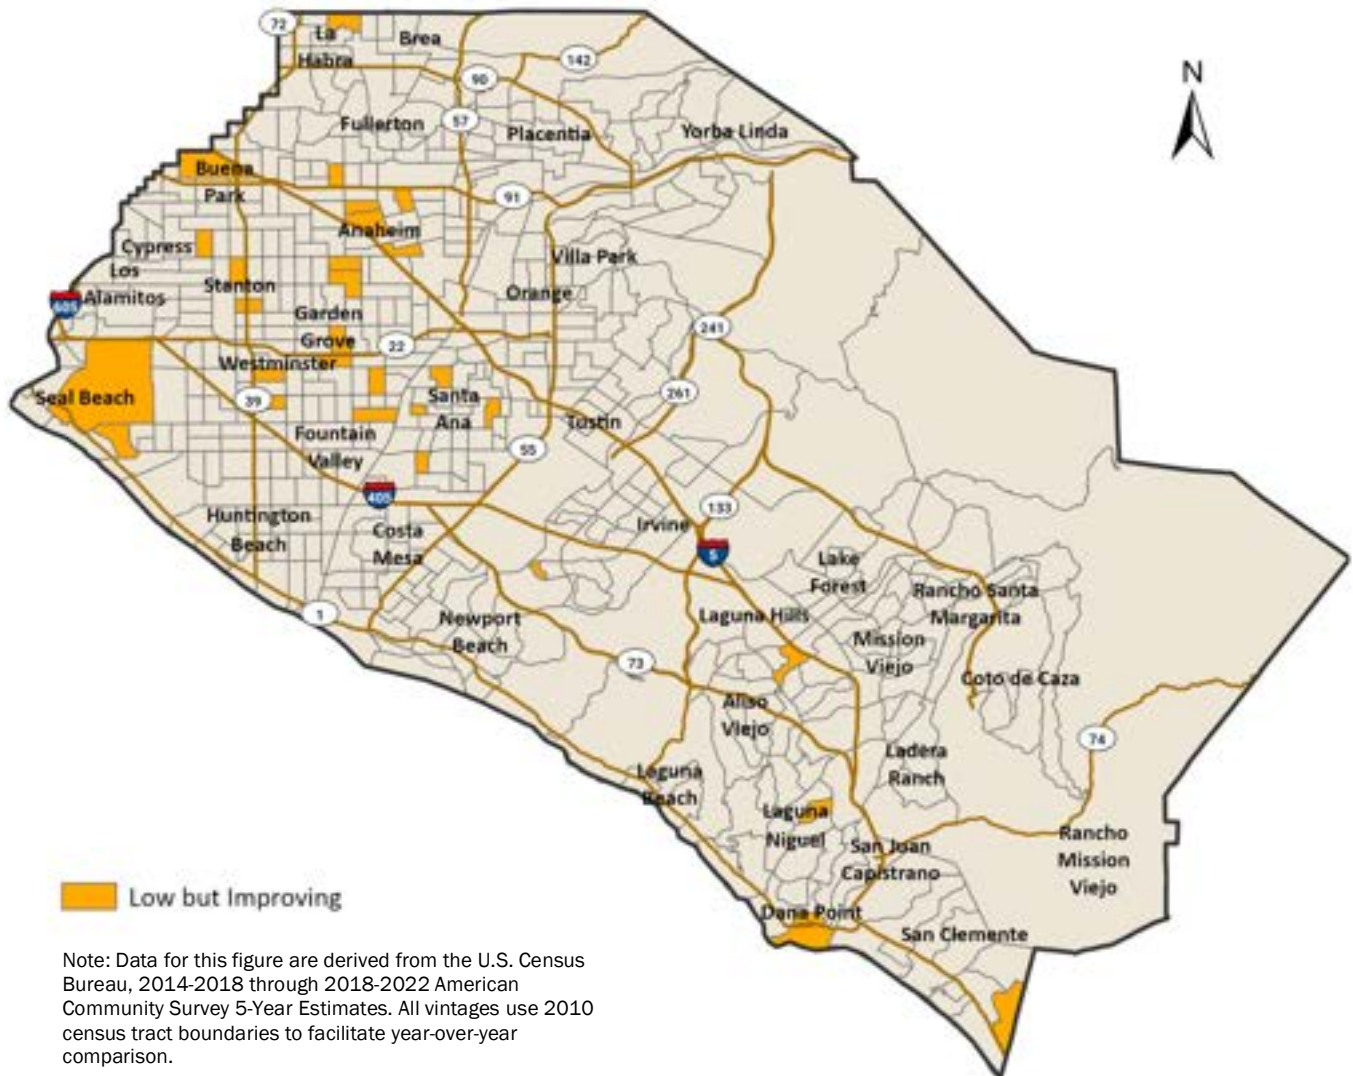 72
La
Habra
Brea
142
90
N
57
Fullerton
Placentia
Yorba Linda
Buena
Park
91
Anaheim
Cypress
Los
Alamitos
605
Stanton
Villa Park
Orange
Garden
Grove
22
241
Westminster
39
Seal Beach
Santa
Ana
261
Tustin
Fountain
Valley
55
405
133
Huntington
Beach
Costa
Mesa
Irvine
5
Lake
Forest
Rancho Santa
Margarita
1
Newport
Beach
Laguna Hills
Mission
Viejo
73
Coto de Caza
Aliso
Viejo
74
Ladera
Ranch
Laguna
Beach
Laguna
Niguel
San Juan
Capistrano
Rancho
Mission
Viejo
Dana Point
San Clemente
Low but Improving
Note: Data for this figure are derived from the U.S. Census
Bureau, 2014-2018 through 2018-2022 American
Community Survey 5-Year Estimates. All vintages use 2010
census tract boundaries to facilitate year-over-year
comparison.